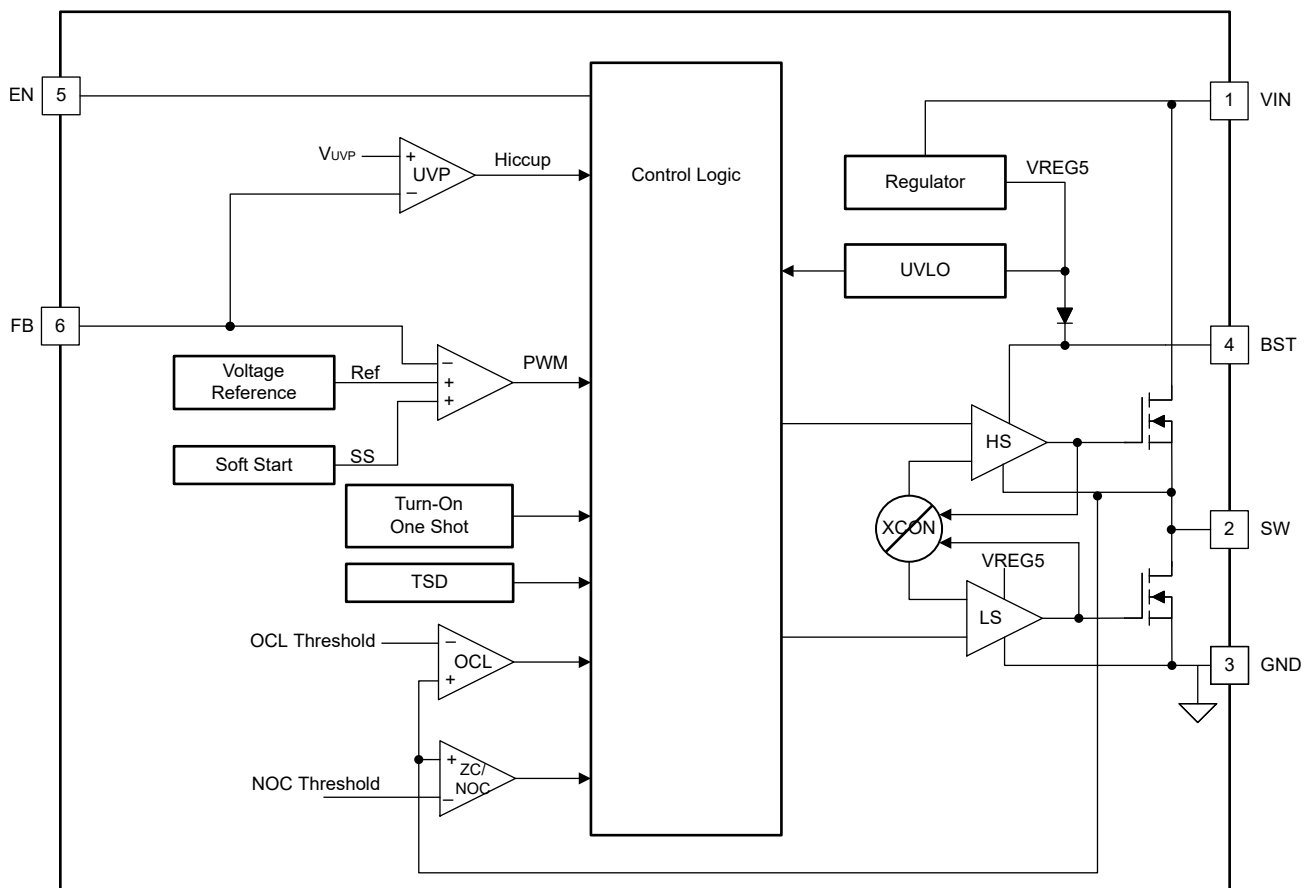 EN
5
1
VIN
VUVP
+
UVP
−
Hiccup
Control Logic
Regulator
VREG5
UVLO
FB
6
4
BST
Voltage
Reference
Ref
−
+
+
PWM
Soft Start
SS
HS
Turn-On
One Shot
XCON
2
SW
TSD
VREG5
LS
OCL Threshold
−
OCL
+
3
GND
NOC Threshold
+
ZC/
NOC
−